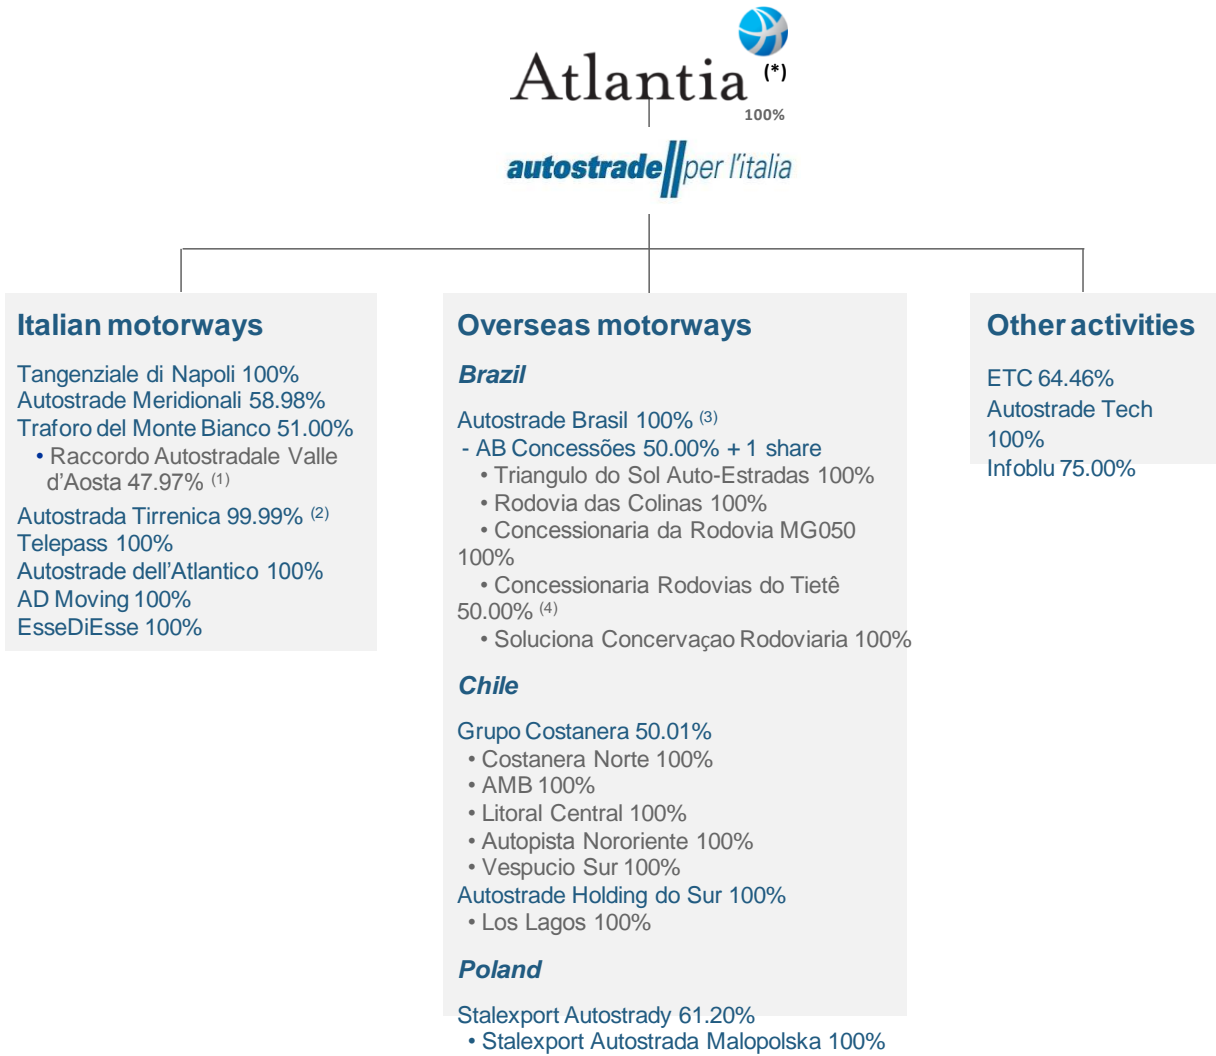 Atlantia (*)
100%
autostrade per l'italia
Italian motorways
Tangenziale di Napoli 100%
Autostrade Meridionali 58.98%
Traforo del Monte Bianco 51.00%
• Raccordo Autostradale Valle
d'Aosta 47.97% (1)
Autostrada Tirrenica 99.99% (2)
Telepass 100%
Autostrade dell'Atlantico 100%
AD Moving 100%
EsseDiEsse 100%
Overseas motorways
Brazil
Autostrade Brasil 100% (3)
- AB Concessões 50.00% + 1 share
• Triangulo do Sol Auto-Estradas 100%
• Rodovia das Colinas 100%
• Concessionaria da Rodovia MG050
100%
• Concessionaria Rodovias do Tietê
50.00% (4)
• Soluciona Concervaçao Rodoviaria 100%
Chile
Grupo Costanera 50.01%
• Costanera Norte 100%
• AMB 100%
• Litoral Central 100%
• Autopista Nororiente 100%
• Vespucio Sur 100%
Autostrade Holding do Sur 100%
• Los Lagos 100%
Poland
Stalexport Autostrady 61.20%
• Stalexport Autostrada Malopolska 100%
Other activities
ETC 64.46%
Autostrade Tech
100%
Infoblu 75.00%